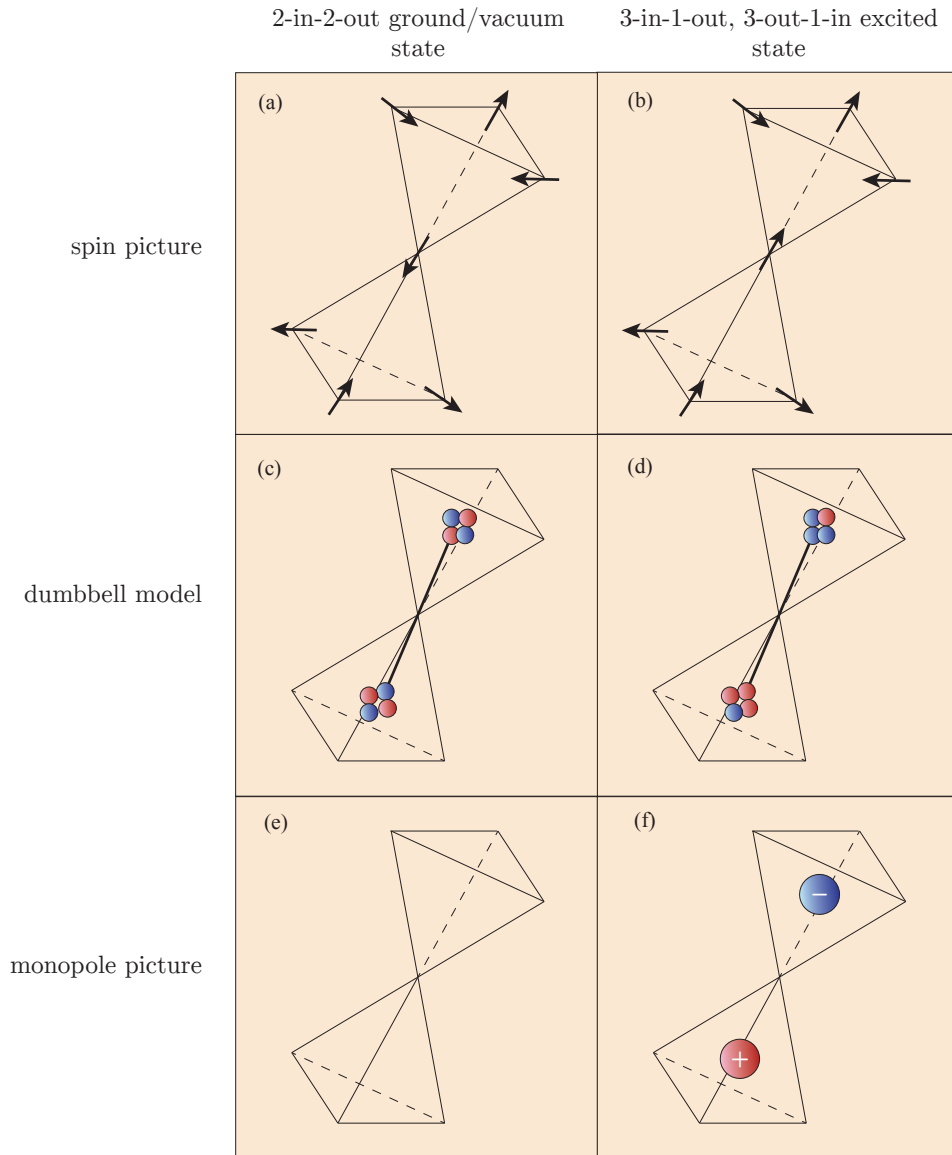 2-in-2-out ground/vacuum
state
3-in-1-out, 3-out-1-in excited
state
(a)
(b)
spin picture
(c)
(d)
dumbbell model
(e)
(f)
−
monopole picture
+